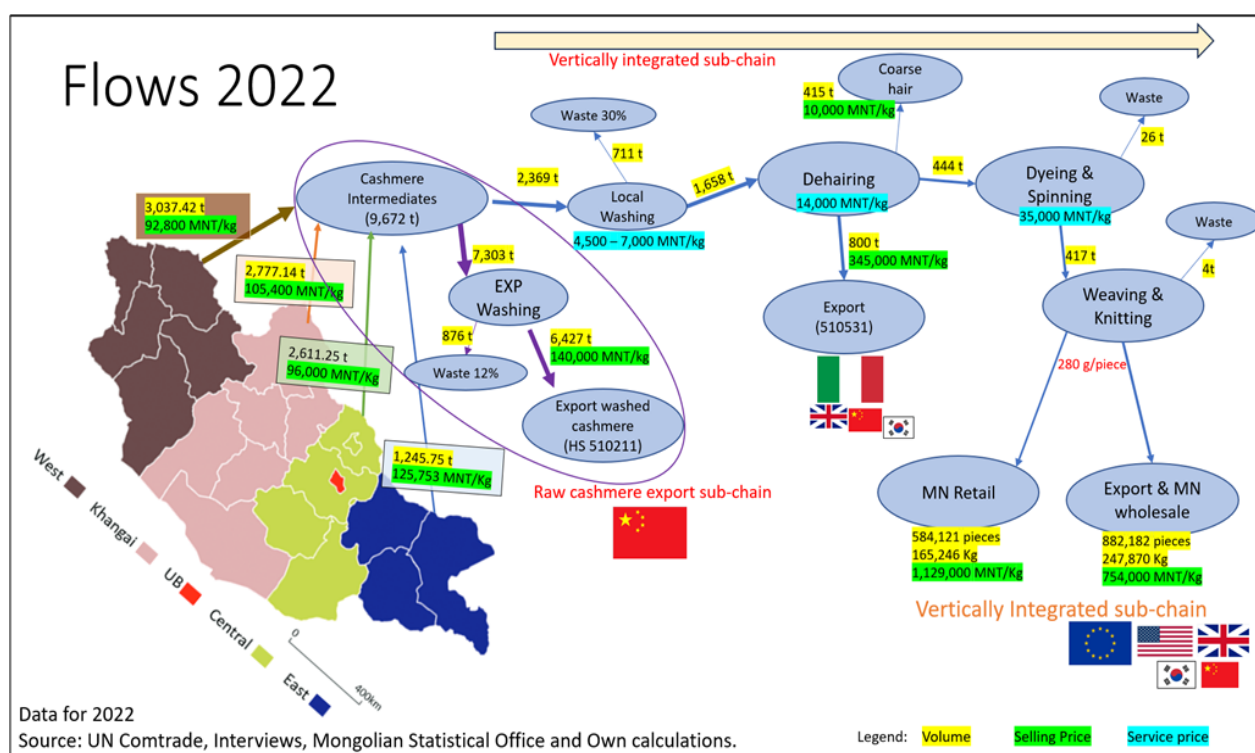 Flows 2022
Vertically integrated sub-chain
Coarse
hair
415 t
10,000 MNT/kg
Waste
26 t
Waste 30%
711 t
Cashmere
Intermediates
(9,672 t)
2,369 t
Local
Washing
4,500 – 7,000 MNT/kg
1,658 t
Dehairing
14,000 MNT/kg
444 t
Dyeing &
Spinning
35,000 MNT/kg
Waste
4t
417 t
Weaving &
Knitting
280 g/piece
800 t
345,000 MNT/kg
Export
(510531)
3,037.42 t
92,800 MNT/kg
2,777.14 t
105,400 MNT/kg
2,611.25 t
96,000 MNT/Kg
1,245.75 t
125,753 MNT/Kg
7,303 t
EXP
Washing
876 t
Waste 12%
6,427 t
140,000 MNT/kg
Export washed
cashmere
(HS 510211)
Raw cashmere export sub-chain
MN Retail
584,121 pieces
165,246 Kg
1,129,000 MNT/Kg
Export & MN
wholesale
882,182 pieces
247,870 Kg
754,000 MNT/Kg
Vertically Integrated sub-chain
West
Khangai
UB
Central
East
0
400km
Data for 2022
Source: UN Comtrade, Interviews, Mongolian Statistical Office and Own calculations.
Legend: Volume Selling Price Service price